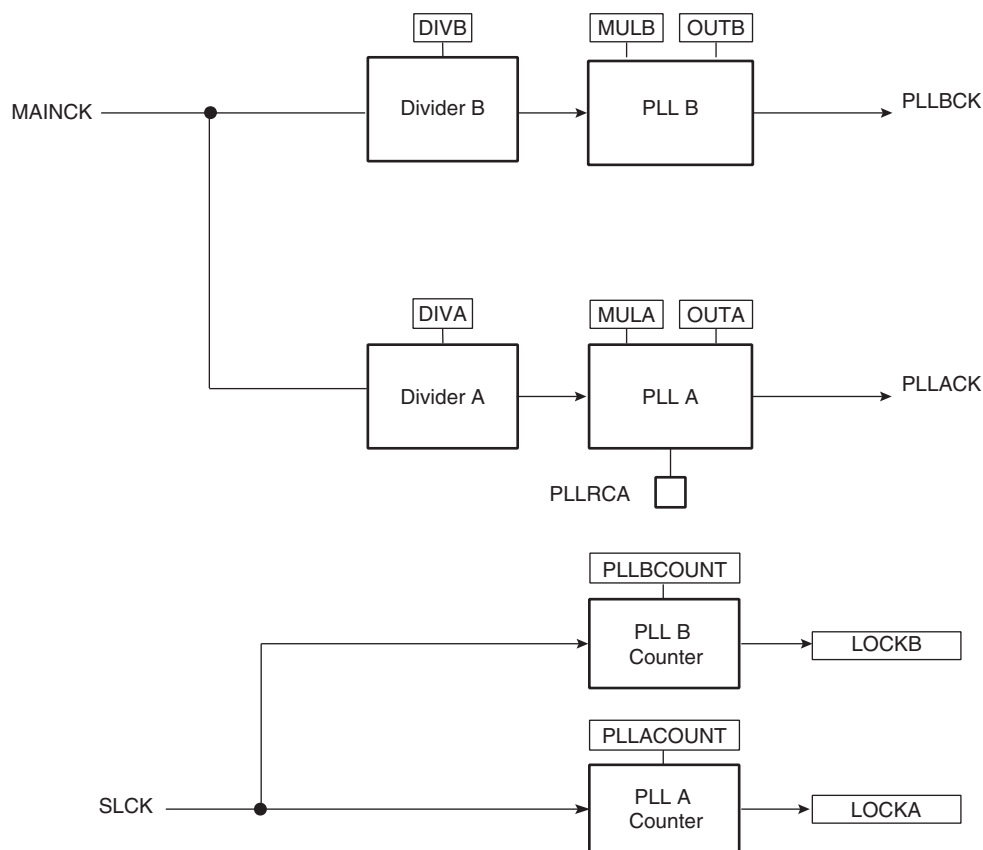 DIVB
MULB
OUTB
MAINCK
Divider B
PLL B
PLLBCK
DIVA
MULA
OUTA
Divider A
PLL A
PLLACK
PLLRCA
PLLBCOUNT
PLL B
Counter
LOCKB
PLLACOUNT
SLCK
PLL A
Counter
LOCKA